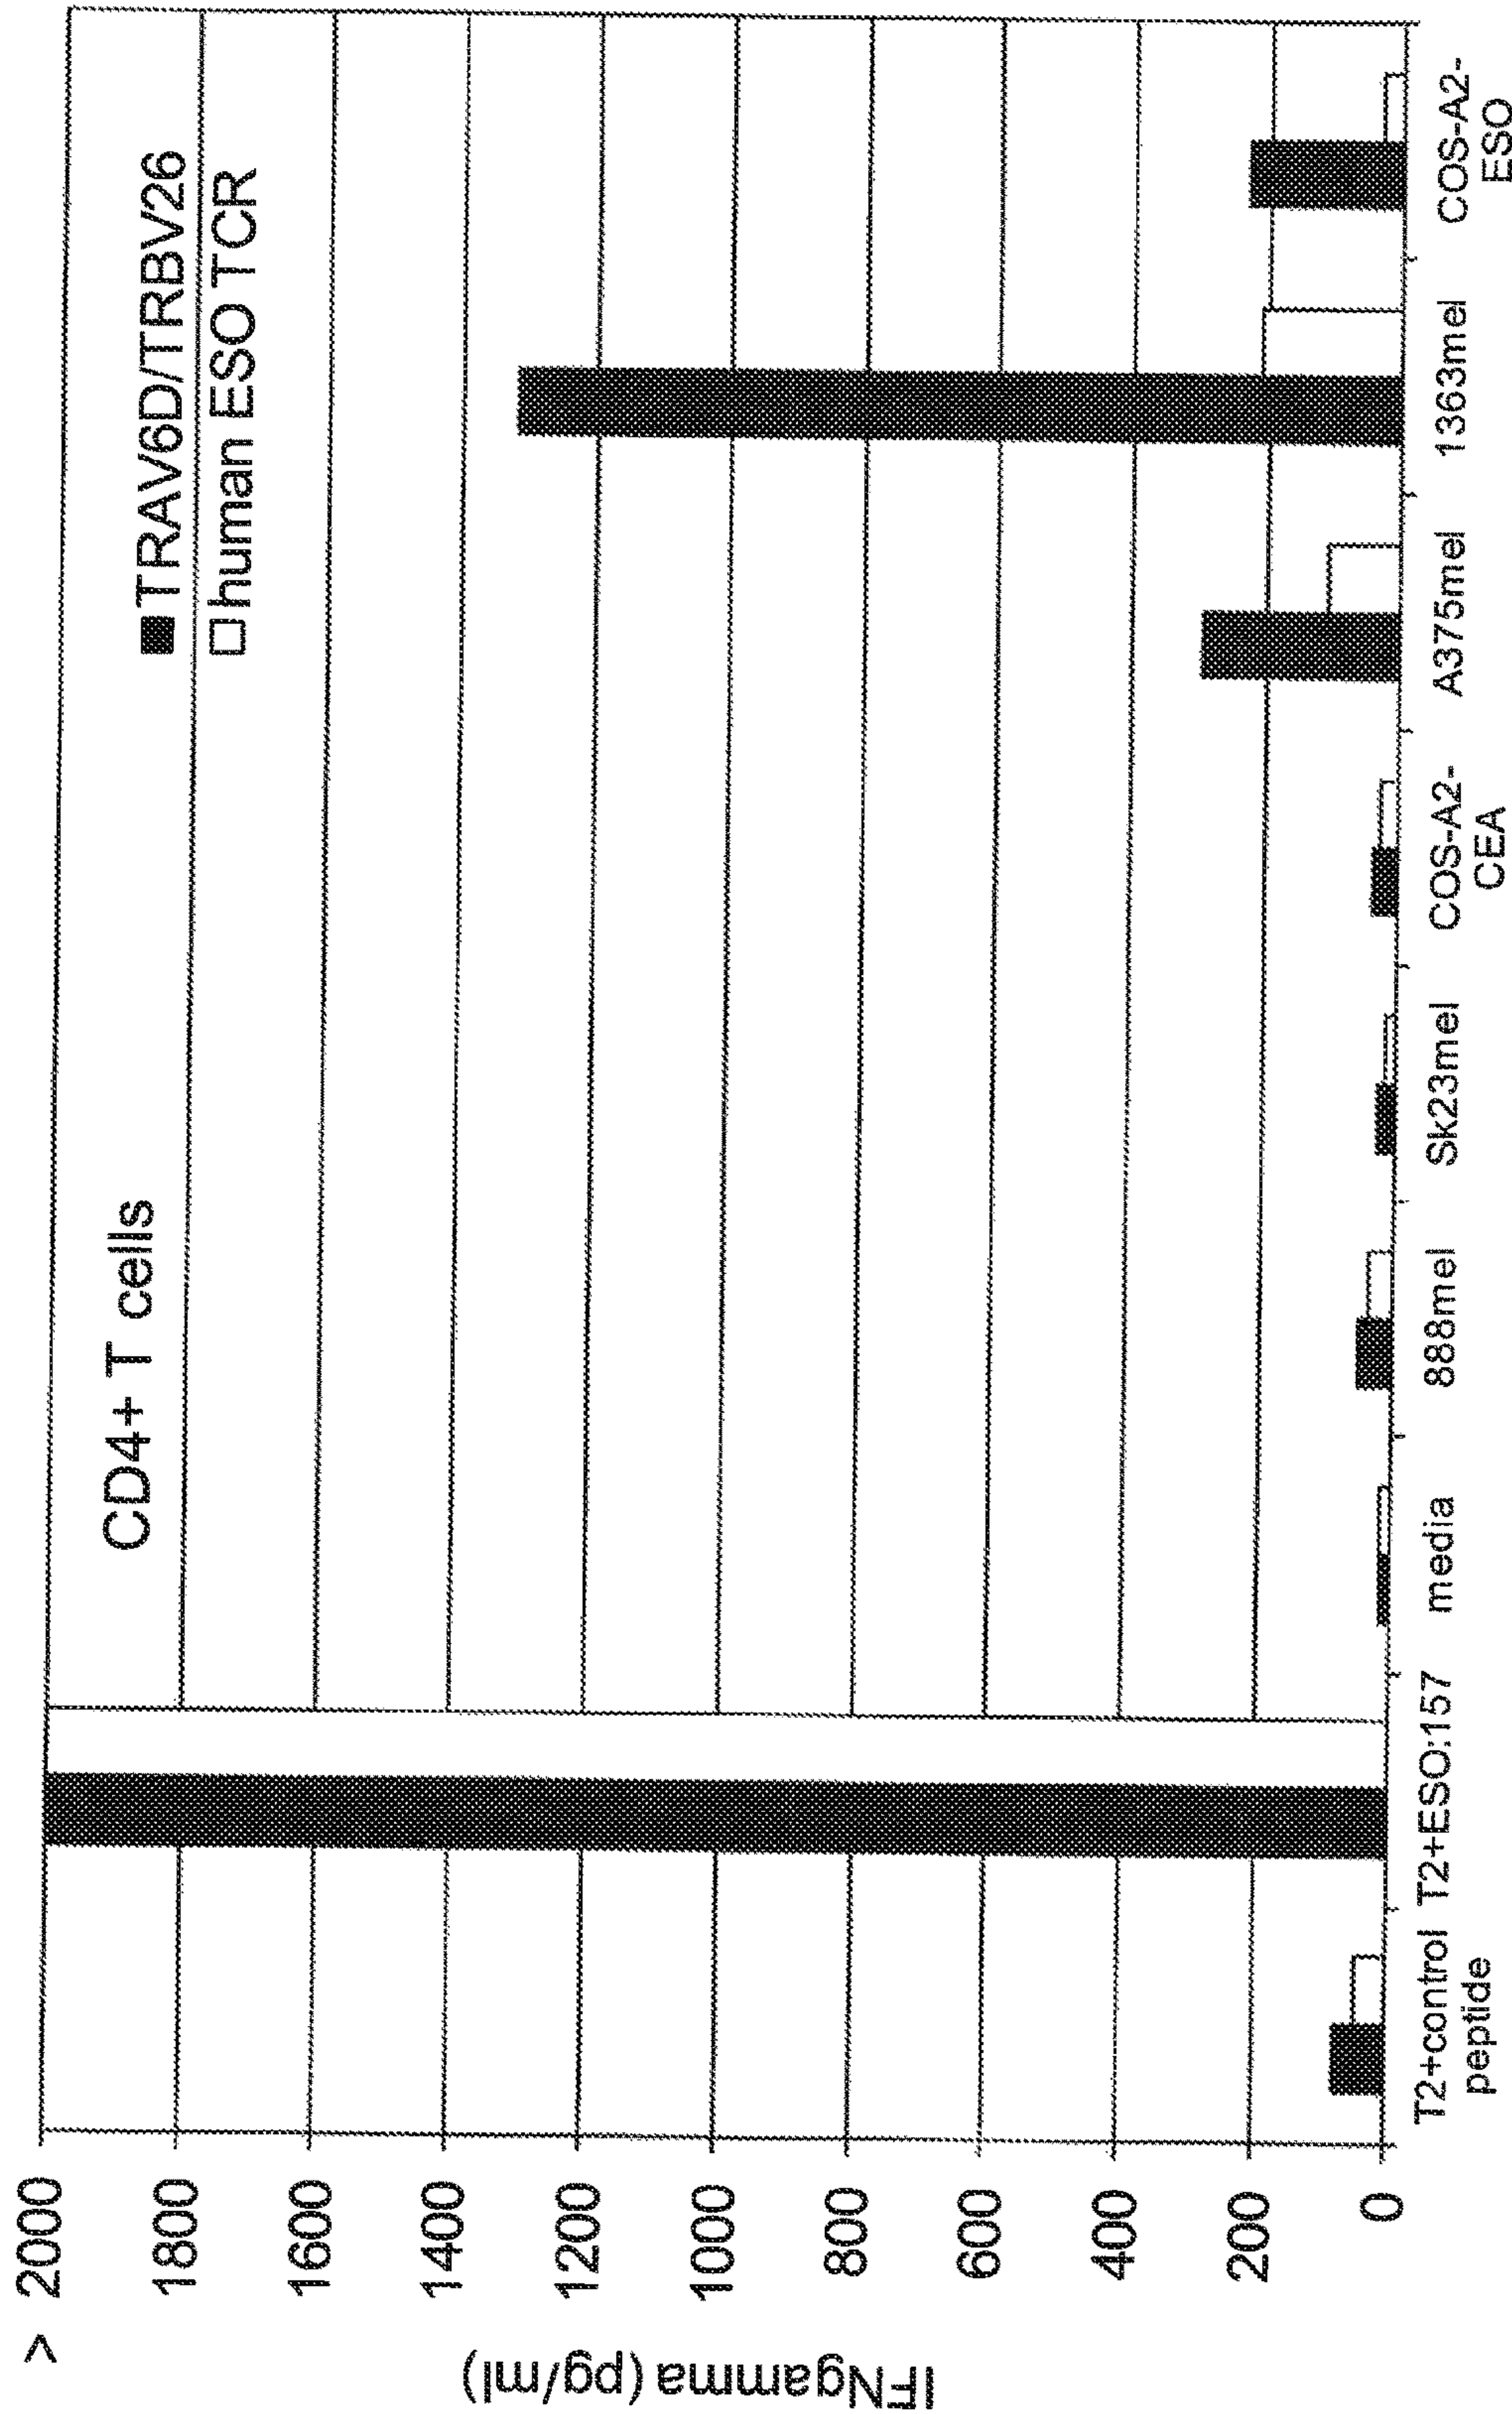 CD4+ T cells
TRAV6D/TRBV26
human ESO TCR
IFNgamma (pg/ml)
> 2000
1800
1600
1400
1200
1000
800
600
400
200
0
T2+control
peptide
T2+ESO:157
media
888mel
Sk23mel
COS-A2-
CEA
A375mel
1363mel
COS-A2-
ESO